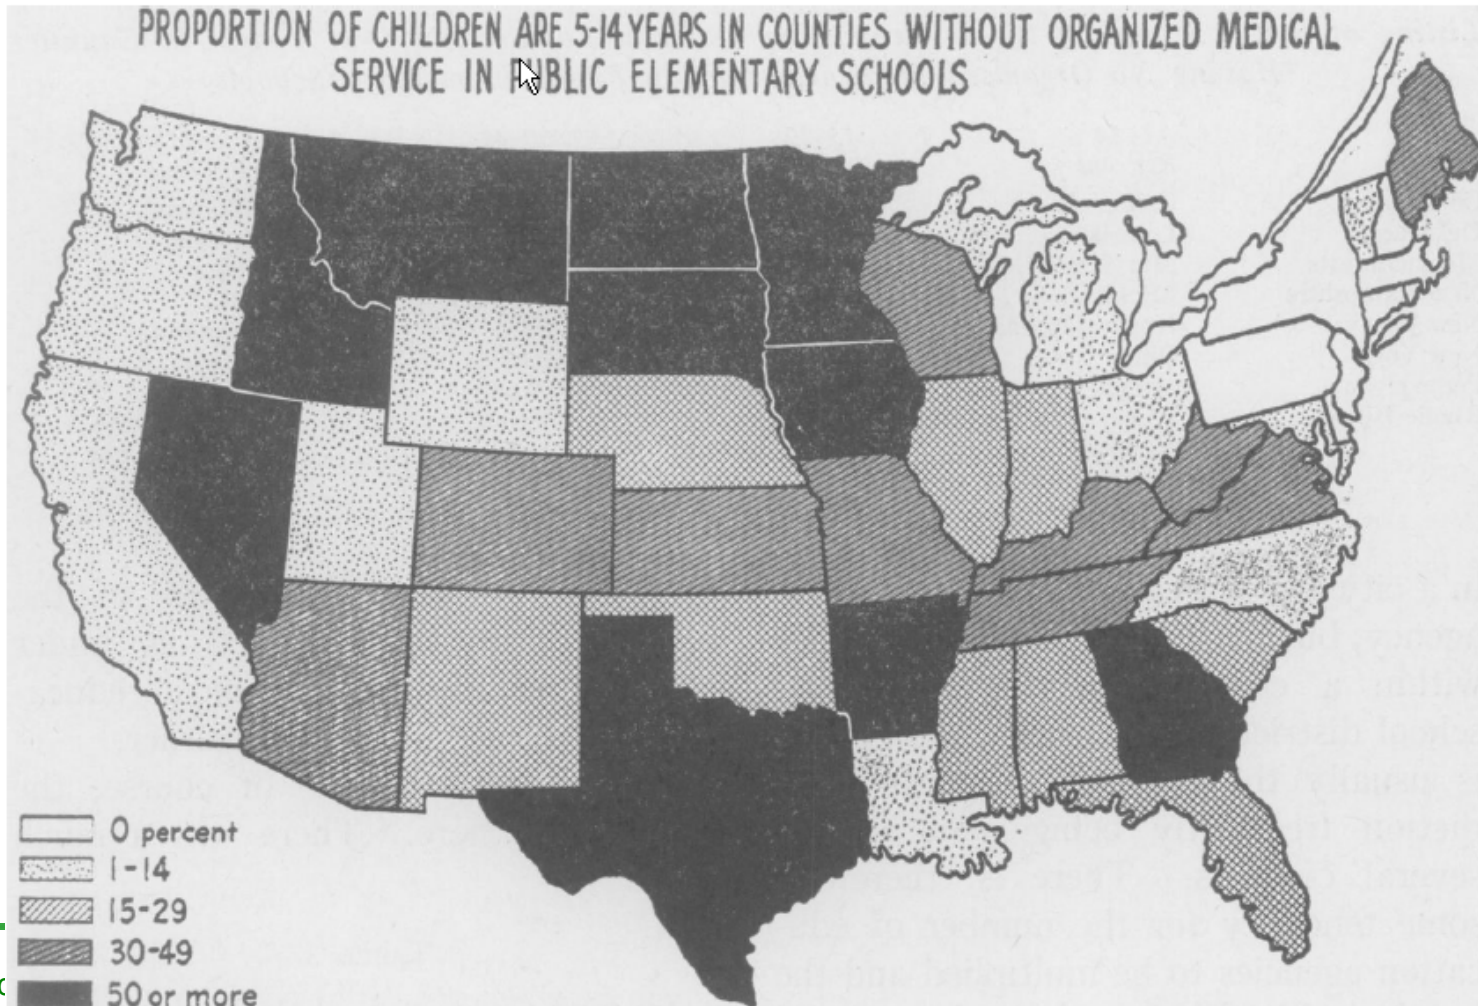 PROPORTION OF CHILDREN ARE 5-14 YEARS IN COUNTIES WITHOUT ORGANIZED MEDICAL
SERVICE IN PUBLIC ELEMENTARY SCHOOLS
0 percent
1-14
15-29
30-49
50 or more